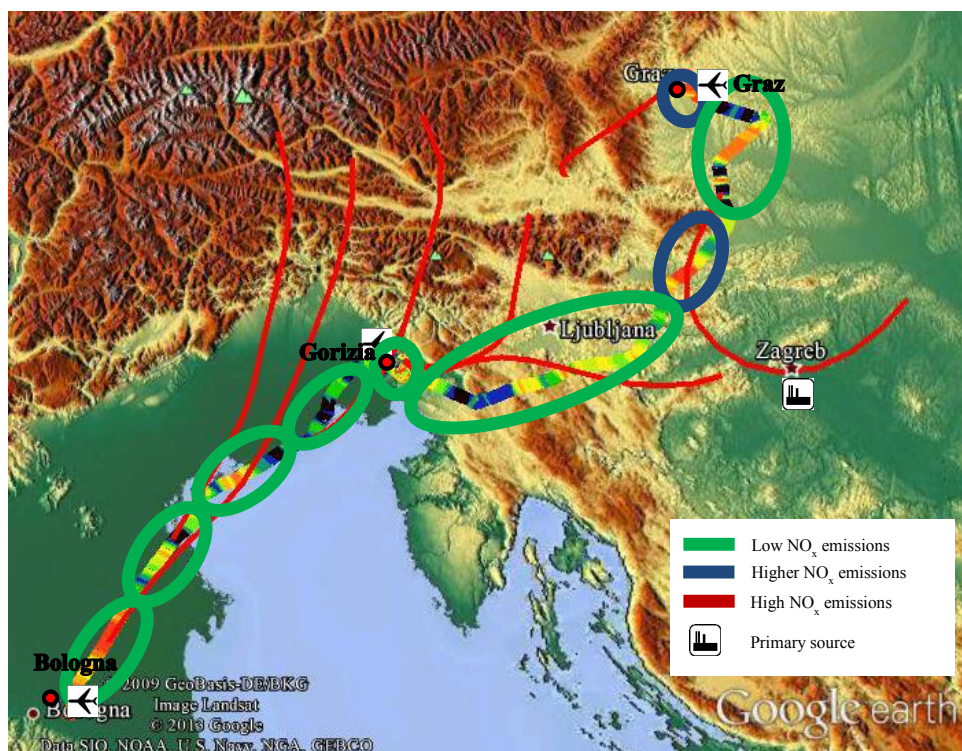 Graz
Graz
Ljubljana
Gorizia
Zagreb
Low NOx emissions
Higher NOx emissions
High NOx emissions
Primary source
Bologna
© 2009 GeoBasis-DE/BKG
Image Landsat
© 2013 Google
Data SIO, NOAA, U.S. Navy, NGA, GEBCO
Google earth